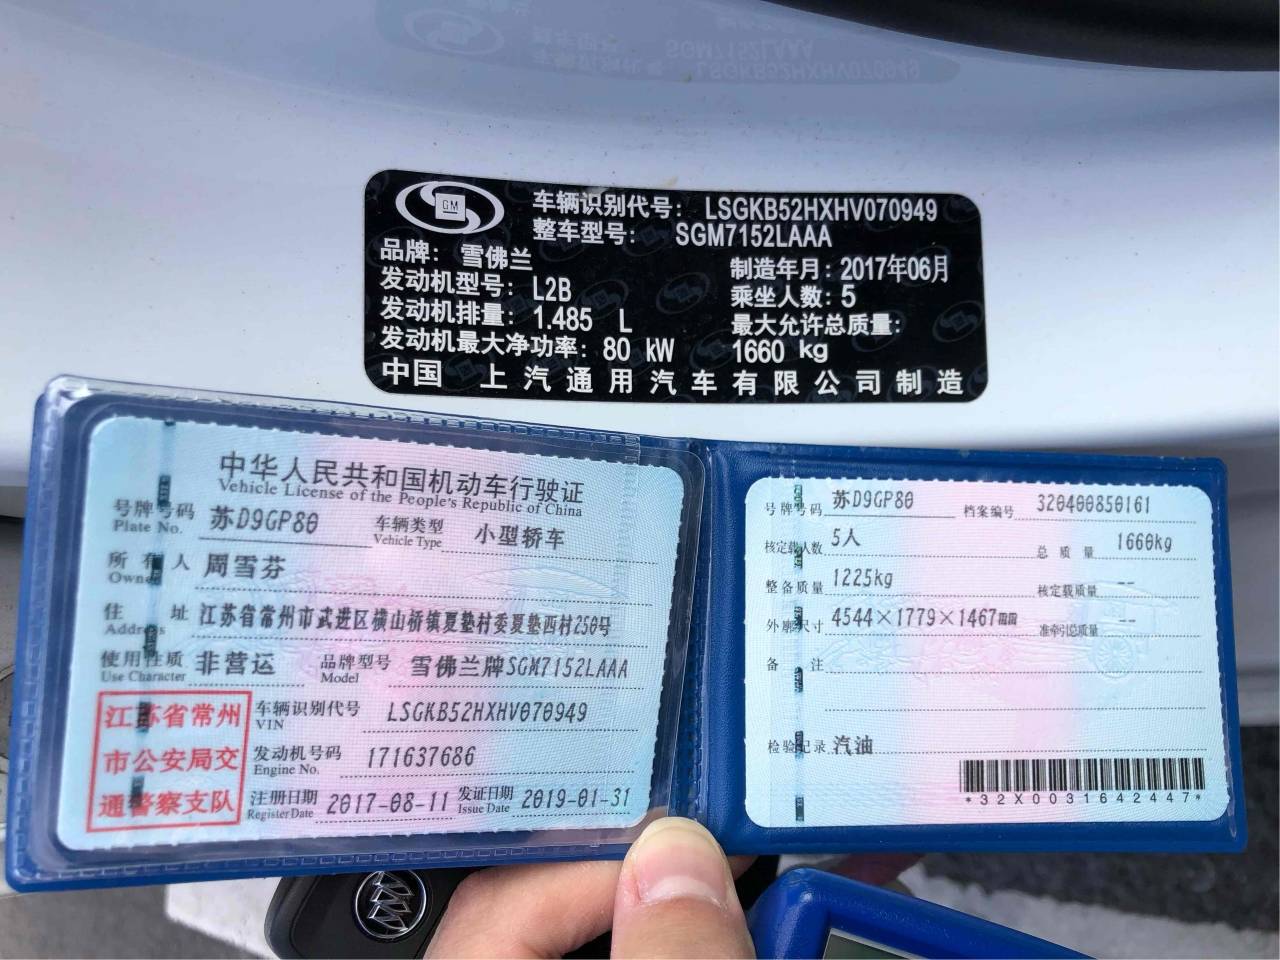 GM
车辆识别代号： LSGKB52HXHV070949
整车型号： SGM7152LAAA
品牌： 雪佛兰
制造年月：2017年06月
发动机型号： L2B
乘坐人数：5
发动机排量： 1.485 L
最大允许总质量：
发动机最大净功率：80 kW
1660 kg
中国 上汽通用汽车有限公司制造
中华人民共和国机动车行驶证
Vehicle License of the People's Republic of China
号牌号码 苏D9GP80 车辆类型 小型轿车
Plate No. Vehicle Type
所有人 周雪芬
Owner
住址 江苏省常州市武进区横山桥镇夏墅村委夏墅西村250号
Address
使用性质 非营运 品牌型号 雪佛兰牌SGM7152LAAA
Use Character Model
江苏省常州
市公安局交
通警察支队
车辆识别代号 LSGKB52HXHV070949
VIN
发动机号码 171637686
Engine No.
注册日期 2017-08-11 发证日期 2019-01-31
Register Date Issue Date
号牌号码 苏D9GP80 档案编号 320400850161
核定载人数 5人 总质量 1660kg
整备质量 1225kg 核定载质量 --
外廓尺寸 4544×1779×1467mm 准牵引总质量 --
备注
检验记录 汽油
*32X0031642447*